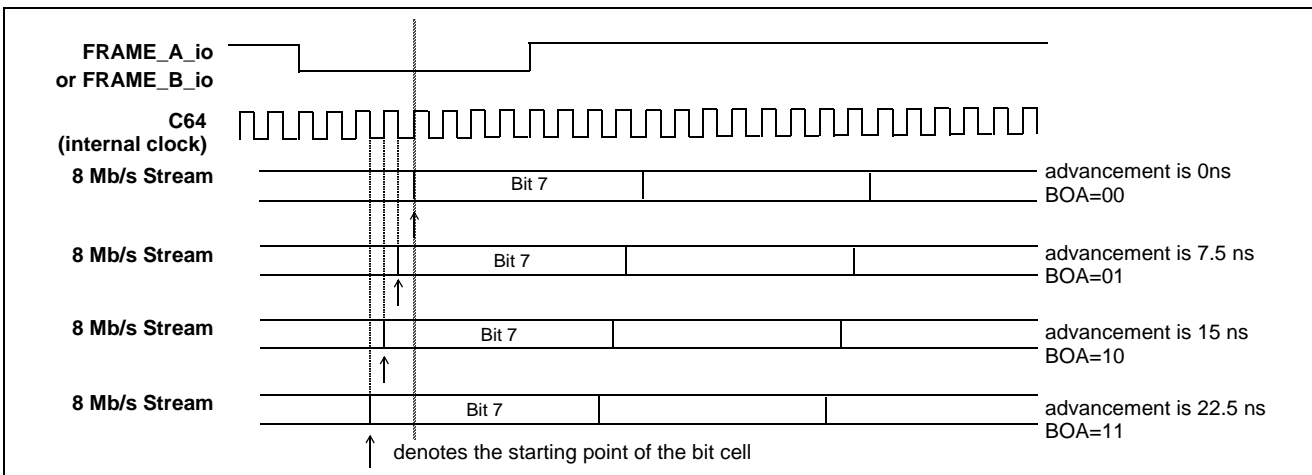 FRAME_A_io
or FRAME_B_io
C64
(internal clock)
8 Mb/s Stream
Bit 7
advancement is 0ns
BOA=00
8 Mb/s Stream
Bit 7
advancement is 7.5 ns
BOA=01
8 Mb/s Stream
Bit 7
advancement is 15 ns
BOA=10
8 Mb/s Stream
Bit 7
advancement is 22.5 ns
BOA=11
denotes the starting point of the bit cell